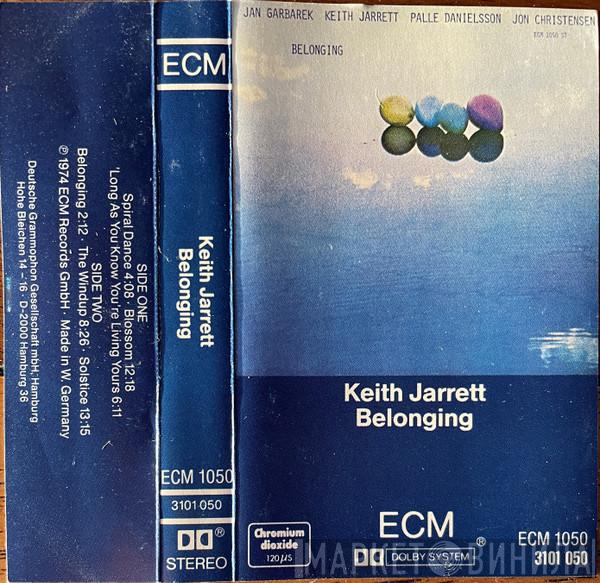 SIDE ONE
Spiral Dance 4:08 · Blossom 12:18
'Long As You Know You're Living Yours 6:11
SIDE TWO
Belonging 2:12 · The Windup 8:26 · Solstice 13:15
℗ 1974 ECM Records GmbH · Made in W. Germany
Deutsche Grammophon Gesellschaft mbH, Hamburg
Hohe Bleichen 14 – 16 · D-2000 Hamburg 36
ECM
Keith Jarrett
Belonging
ECM 1050
3101 050
STEREO
JAN GARBAREK KEITH JARRETT PALLE DANIELSSON JON CHRISTENSEN
ECM 1050 ST
BELONGING
Keith Jarrett
Belonging
Chromium
dioxide
120 µS
ECM
DOLBY SYSTEM ®
ECM 1050
3101 050
МАРКЕТ ВИНИЛА